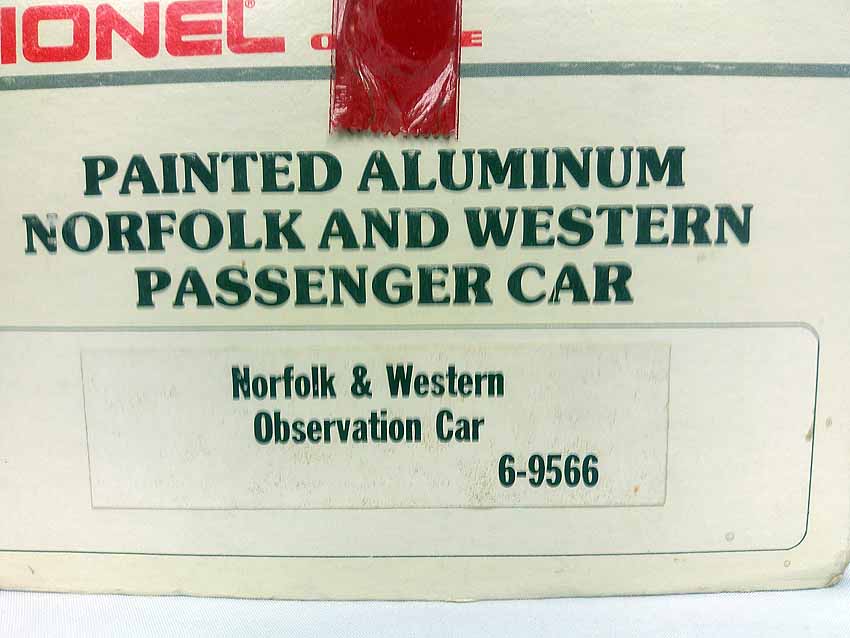 IONEL®
PAINTED ALUMINUM
NORFOLK AND WESTERN
PASSENGER CAR
Norfolk & Western
Observation Car
6-9566